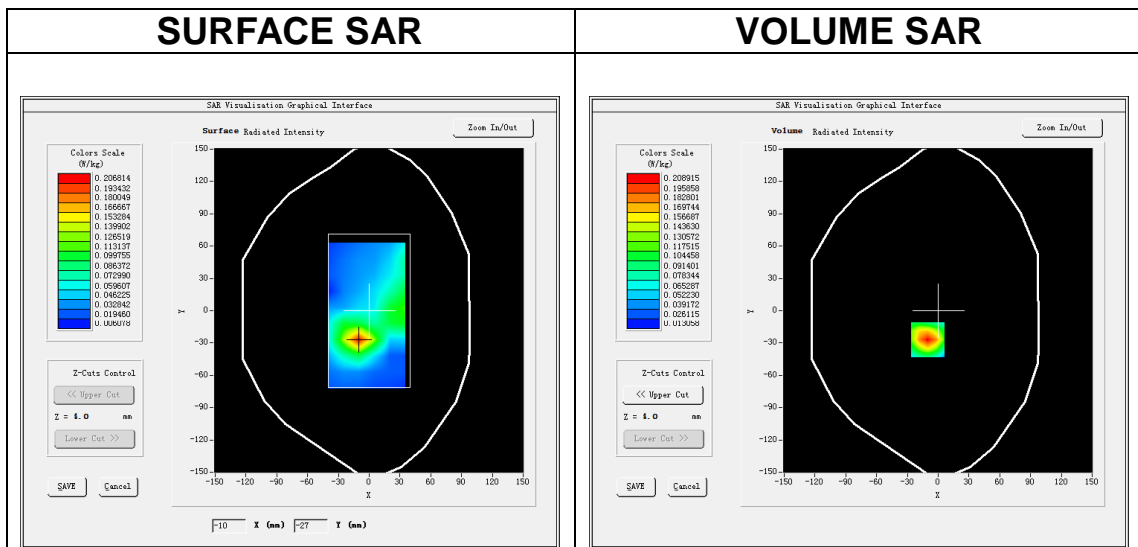 SURFACE SAR
VOLUME SAR
SAR Visualisation Graphical Interface
Surface Radiated Intensity
Zoom In/Out
Colors Scale
(W/kg)
0.206814
0.193432
0.180049
0.166667
0.153284
0.139902
0.126519
0.113137
0.099755
0.086372
0.072990
0.059607
0.046225
0.032842
0.019460
0.006078
150
120
90
60
30
0
-30
-60
-90
-120
-150
Y
-150 -120 -90 -60 -30 0 30 60 90 120 150
X
Z-Cuts Control
<< Upper Cut
Z = 4.0 mm
Lower Cut >>
SAVE Cancel
-10 X (mm) -27 Y (mm)
SAR Visualisation Graphical Interface
Volume Radiated Intensity
Zoom In/Out
Colors Scale
(W/kg)
0.208915
0.195858
0.182801
0.169744
0.156687
0.143630
0.130572
0.117515
0.104458
0.091401
0.078344
0.065287
0.052230
0.039172
0.026115
0.013058
150
120
90
60
30
0
-30
-60
-90
-120
-150
Y
-150 -120 -90 -60 -30 0 30 60 90 120 150
X
Z-Cuts Control
<< Upper Cut
Z = 4.0 mm
Lower Cut >>
SAVE Cancel